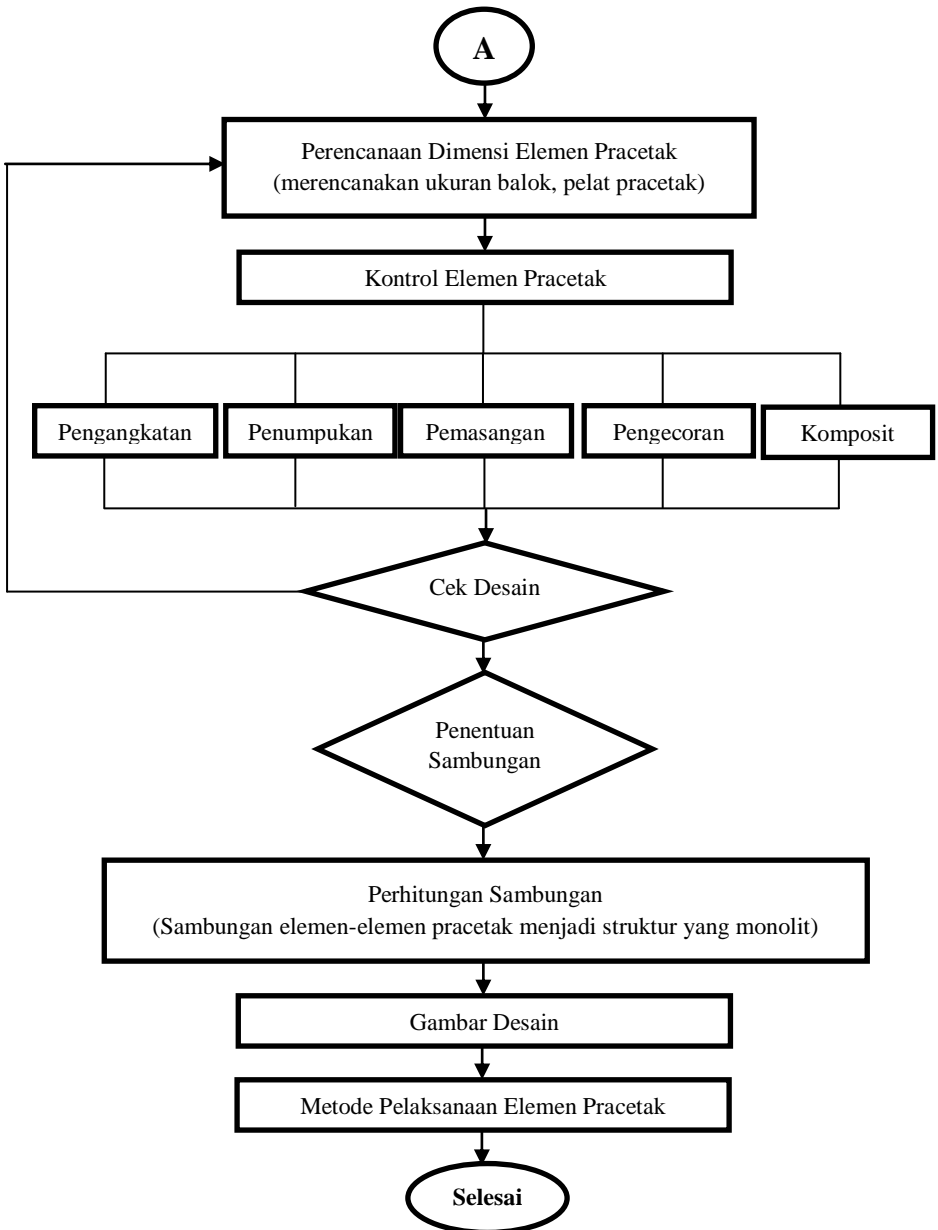 A
Perencanaan Dimensi Elemen Pracetak
(merencanakan ukuran balok, pelat pracetak)
Kontrol Elemen Pracetak
Pengangkatan
Penumpukan
Pemasangan
Pengecoran
Komposit
Cek Desain
Penentuan
Sambungan
Perhitungan Sambungan
(Sambungan elemen-elemen pracetak menjadi struktur yang monolit)
Gambar Desain
Metode Pelaksanaan Elemen Pracetak
Selesai